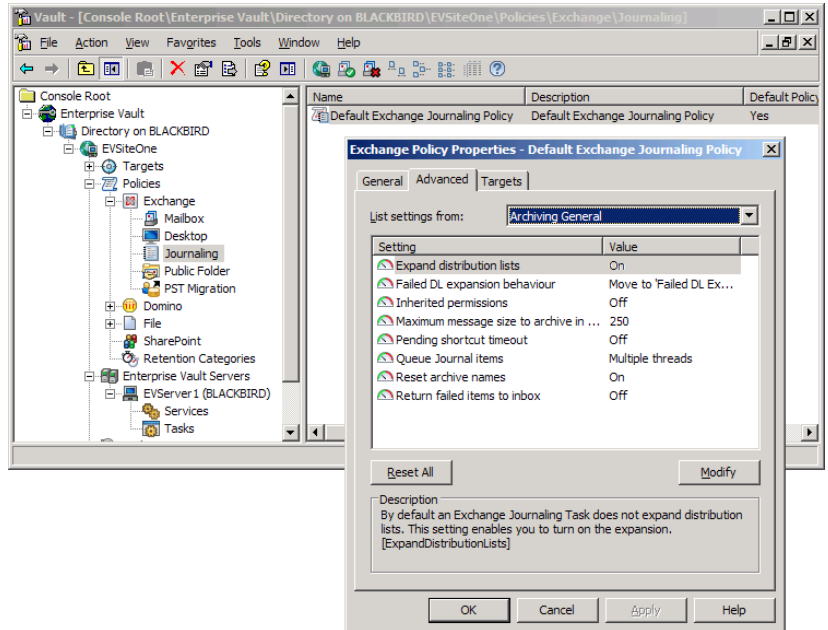 Vault - [Console Root\Enterprise Vault\Directory on BLACKBIRD\EVSiteOne\Policies\Exchange\Journaling]
File Action View Favorites Tools Window Help
Console Root
Enterprise Vault
Directory on BLACKBIRD
EVSiteOne
Targets
Policies
Exchange
Mailbox
Desktop
Journaling
Public Folder
PST Migration
Domino
File
SharePoint
Retention Categories
Enterprise Vault Servers
EVServer1 (BLACKBIRD)
Services
Tasks
Name Description Default Policy
Default Exchange Journaling Policy Default Exchange Journaling Policy Yes
Exchange Policy Properties - Default Exchange Journaling Policy
General Advanced Targets
List settings from: Archiving General
Setting Value
Expand distribution lists On
Failed DL expansion behaviour Move to 'Failed DL Ex...
Inherited permissions Off
Maximum message size to archive in ... 250
Pending shortcut timeout Off
Queue Journal items Multiple threads
Reset archive names On
Return failed items to inbox Off
Reset All Modify
Description
By default an Exchange Journaling Task does not expand distribution
lists. This setting enables you to turn on the expansion.
[ExpandDistributionLists]
OK Cancel Apply Help